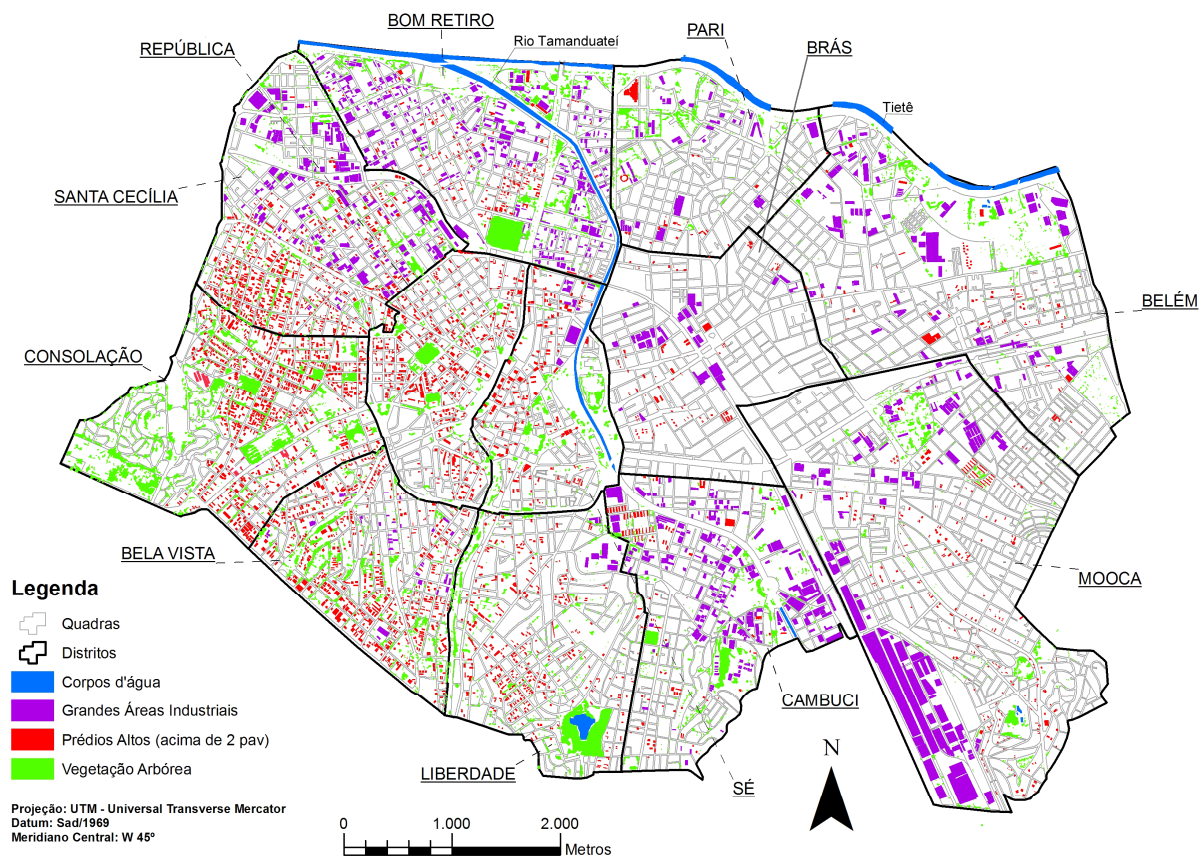 BOM RETIRO
REPÚBLICA
Rio Tamanduateí
PARI
BRÁS
Tietê
SANTA CECÍLIA
BELÉM
CONSOLAÇÃO
BELA VISTA
MOOCA
CAMBUCI
LIBERDADE
SÉ
Legenda
Quadras
Distritos
Corpos d'água
Grandes Áreas Industriais
Prédios Altos (acima de 2 pav)
Vegetação Arbórea
Projeção: UTM - Universal Transverse Mercator
Datum: Sad/1969
Meridiano Central: W 45º
N
0 1.000 2.000
Metros